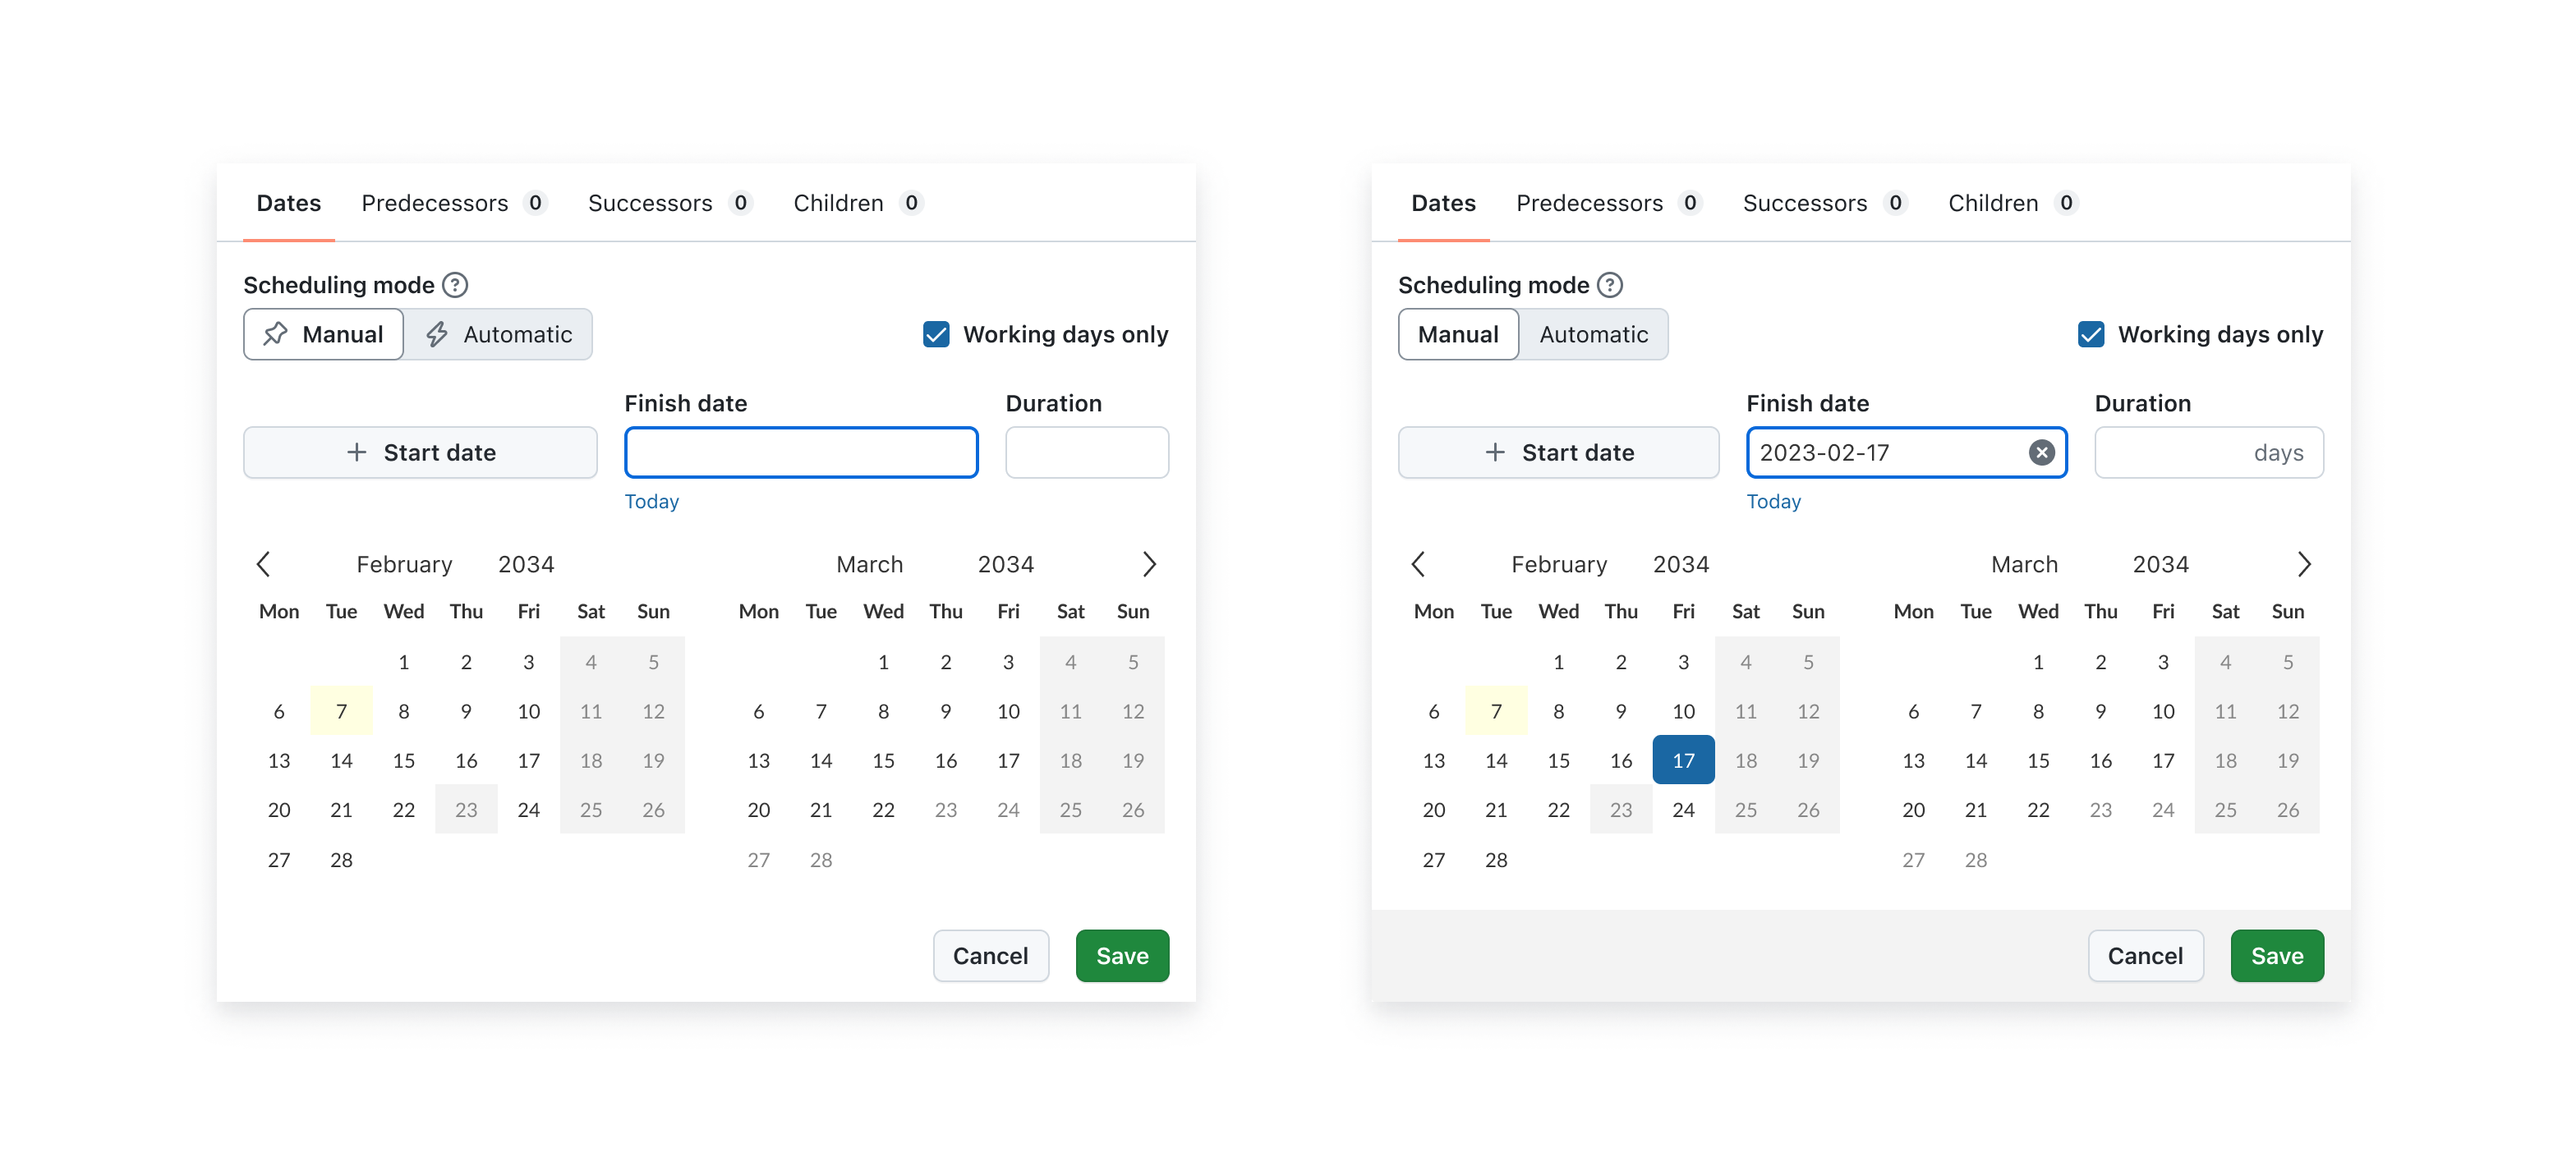 Dates Predecessors 0 Successors 0 Children 0
Scheduling mode ?
Manual Automatic Working days only
Finish date Duration
+ Start date
Today
February 2034 March 2034
Mon Tue Wed Thu Fri Sat Sun Mon Tue Wed Thu Fri Sat Sun
1 2 3 4 5 1 2 3 4 5
6 7 8 9 10 11 12 6 7 8 9 10 11 12
13 14 15 16 17 18 19 13 14 15 16 17 18 19
20 21 22 23 24 25 26 20 21 22 23 24 25 26
27 28 27 28
Cancel Save
Dates Predecessors 0 Successors 0 Children 0
Scheduling mode ?
Manual Automatic Working days only
Finish date Duration
+ Start date 2023-02-17 days
Today
February 2034 March 2034
Mon Tue Wed Thu Fri Sat Sun Mon Tue Wed Thu Fri Sat Sun
1 2 3 4 5 1 2 3 4 5
6 7 8 9 10 11 12 6 7 8 9 10 11 12
13 14 15 16 17 18 19 13 14 15 16 17 18 19
20 21 22 23 24 25 26 20 21 22 23 24 25 26
27 28 27 28
Cancel Save